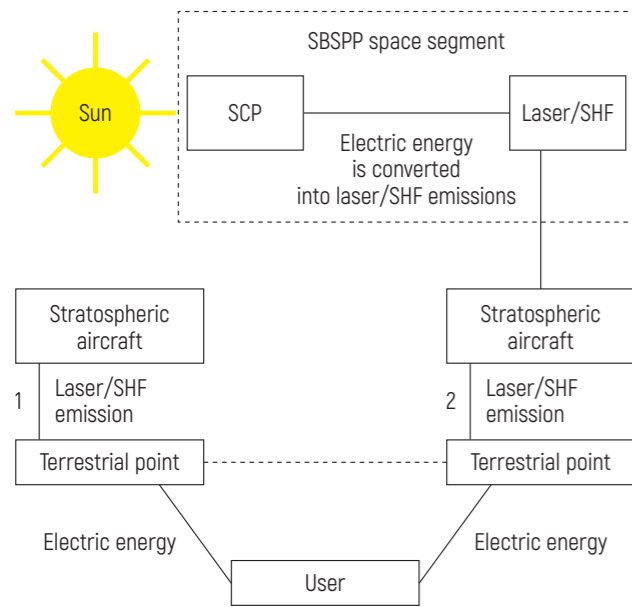 SBSPP space segment
Sun
SCP
Laser/SHF
Electric energy
is converted
into laser/SHF emissions
Stratospheric
aircraft
Stratospheric
aircraft
1
Laser/SHF
emission
2
Laser/SHF
emission
Terrestrial point
Terrestrial point
Electric energy
Electric energy
User